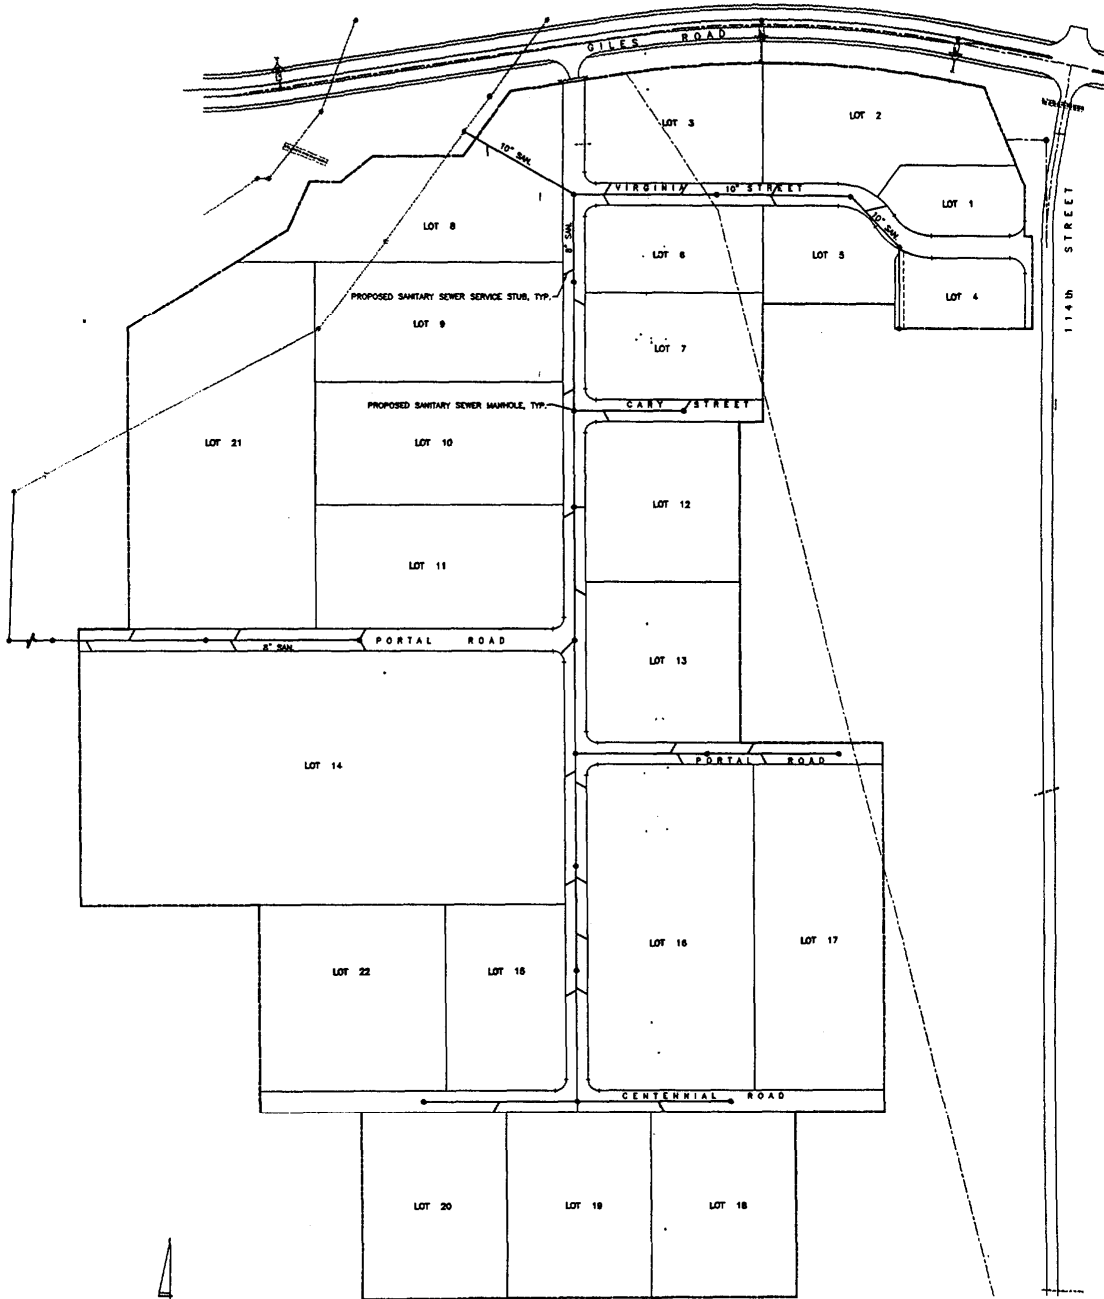 GILES ROAD
LOT 3
LOT 2
10" SAN.
VIRGINIA 10" STREET
LOT 1
10" SAN.
114th STREET
LOT 8
8" SAN.
LOT 6
LOT 5
LOT 4
PROPOSED SANITARY SEWER SERVICE STUB, TYP.
LOT 9
LOT 7
PROPOSED SANITARY SEWER MANHOLE, TYP.
CARY STREET
LOT 21
LOT 10
LOT 12
LOT 11
PORTAL ROAD
8" SAN.
LOT 13
LOT 14
PORTAL ROAD
LOT 16
LOT 17
LOT 22
LOT 15
CENTENNIAL ROAD
LOT 20
LOT 19
LOT 18